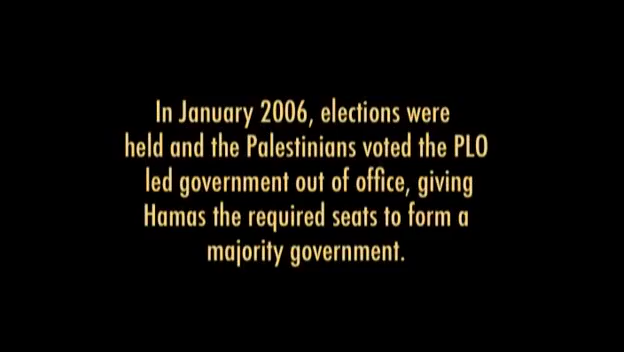 In January 2006, elections were
held and the Palestinians voted the PLO
led government out of office, giving
Hamas the required seats to form a
majority government.